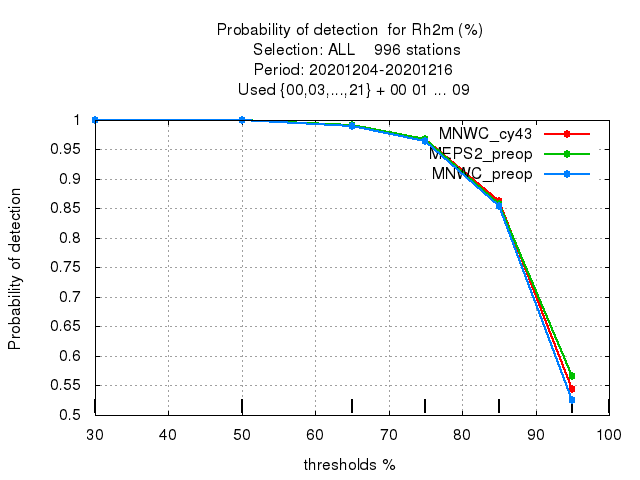 Probability of detection  for Rh2m (%)
Selection: ALL    996 stations
Period: 20201204-20201216
Used {00,03,...,21} + 00 01 ... 09
Probability of detection
1
0.95
0.9
0.85
0.8
0.75
0.7
0.65
0.6
0.55
0.5
MNWC_cy43
MEPS2_preop
MNWC_preop
30 40 50 60 70 80 90 100
thresholds %